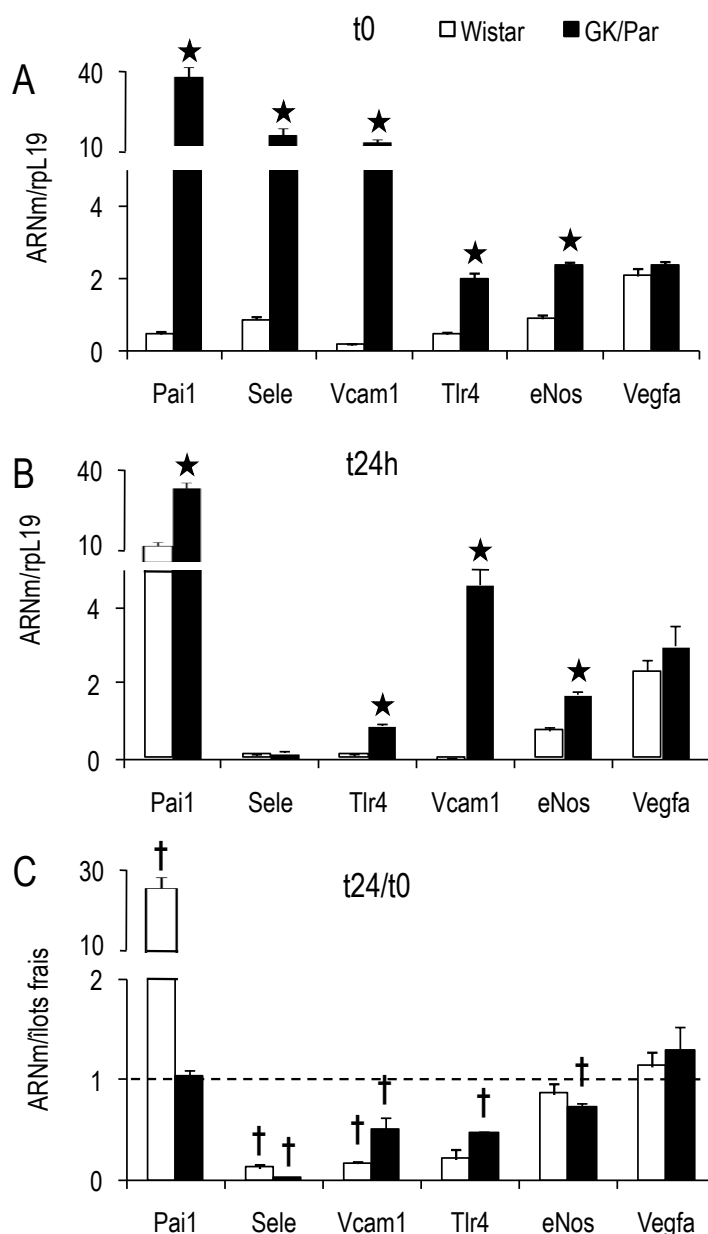 t0 Wistar GK/Par
A
ARNm/rpL19
40
★ ★ ★
10
4
★ ★
2
0
Pai1 Sele Vcam1 Tlr4 eNos Vegfa
B
t24h
ARNm/rpL19
40
★
10
★
4
2
★ ★
0
Pai1 Sele Tlr4 Vcam1 eNos Vegfa
C
t24/t0
ARNm/îlots frais
30
†
10
2
1
† † † † † †
0
Pai1 Sele Vcam1 Tlr4 eNos Vegfa